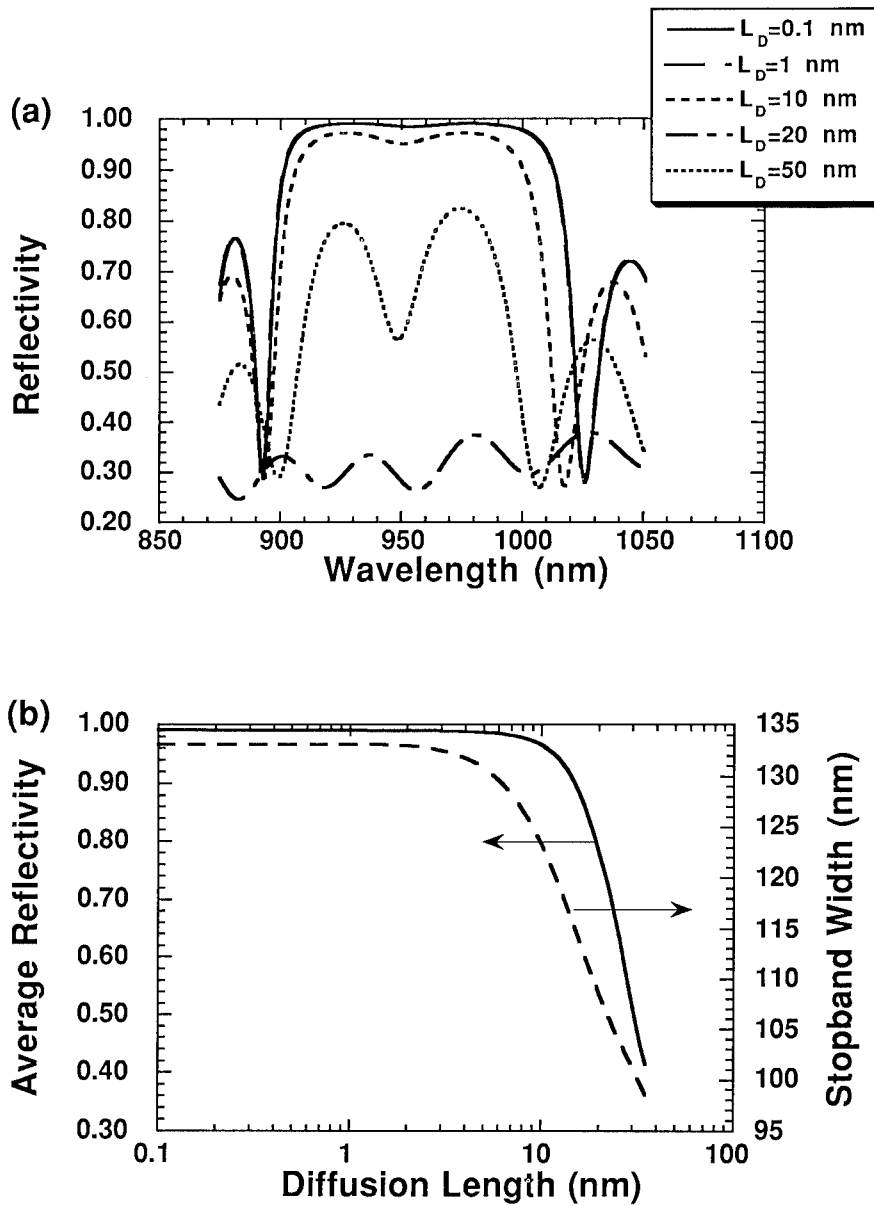 L_D=0.1 nm
L_D=1 nm
L_D=10 nm
L_D=20 nm
L_D=50 nm
(a)
Reflectivity
1.00
0.90
0.80
0.70
0.60
0.50
0.40
0.30
0.20
850 900 950 1000 1050 1100
Wavelength (nm)
(b)
Average Reflectivity
1.00
0.90
0.80
0.70
0.60
0.50
0.40
0.30
135
130
125
120
115
110
105
100
95
Stopband Width (nm)
0.1 1 10 100
Diffusion Length (nm)